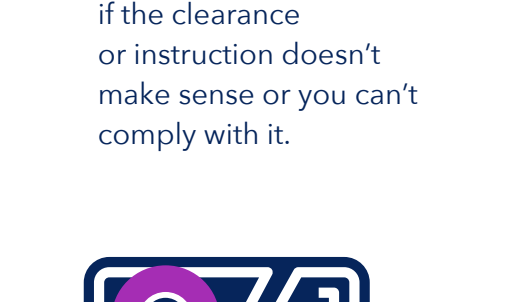 if the clearance
or instruction doesn’t
make sense or you can’t
comply with it.